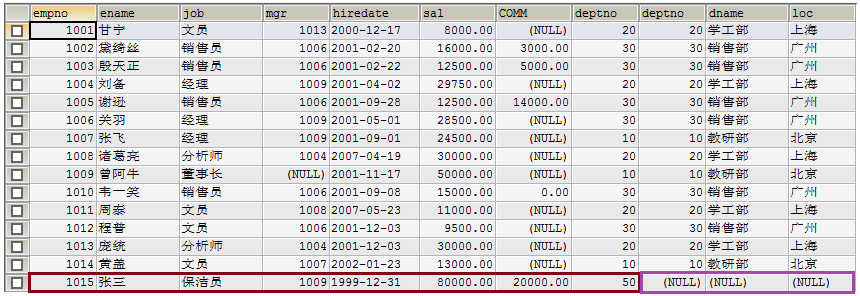 empno ename job mgr hiredate sal COMM deptno deptno dname loc
1001 甘宁 文员 1013 2000-12-17 8000.00 (NULL) 20 20 学工部 上海
1002 黛绮丝 销售员 1006 2001-02-20 16000.00 3000.00 30 30 销售部 广州
1003 殷天正 销售员 1006 2001-02-22 12500.00 5000.00 30 30 销售部 广州
1004 刘备 经理 1009 2001-04-02 29750.00 (NULL) 20 20 学工部 上海
1005 谢逊 销售员 1006 2001-09-28 12500.00 14000.00 30 30 销售部 广州
1006 关羽 经理 1009 2001-05-01 28500.00 (NULL) 30 30 销售部 广州
1007 张飞 经理 1009 2001-09-01 24500.00 (NULL) 10 10 教研部 北京
1008 诸葛亮 分析师 1004 2007-04-19 30000.00 (NULL) 20 20 学工部 上海
1009 曾阿牛 董事长 (NULL) 2001-11-17 50000.00 (NULL) 10 10 教研部 北京
1010 韦一笑 销售员 1006 2001-09-08 15000.00 0.00 30 30 销售部 广州
1011 周泰 文员 1008 2007-05-23 11000.00 (NULL) 20 20 学工部 上海
1012 程普 文员 1006 2001-12-03 9500.00 (NULL) 30 30 销售部 广州
1013 庞统 分析师 1004 2001-12-03 30000.00 (NULL) 20 20 学工部 上海
1014 黄盖 文员 1007 2002-01-23 13000.00 (NULL) 10 10 教研部 北京
1015 张三 保洁员 1009 1999-12-31 80000.00 20000.00 50 (NULL) (NULL) (NULL)